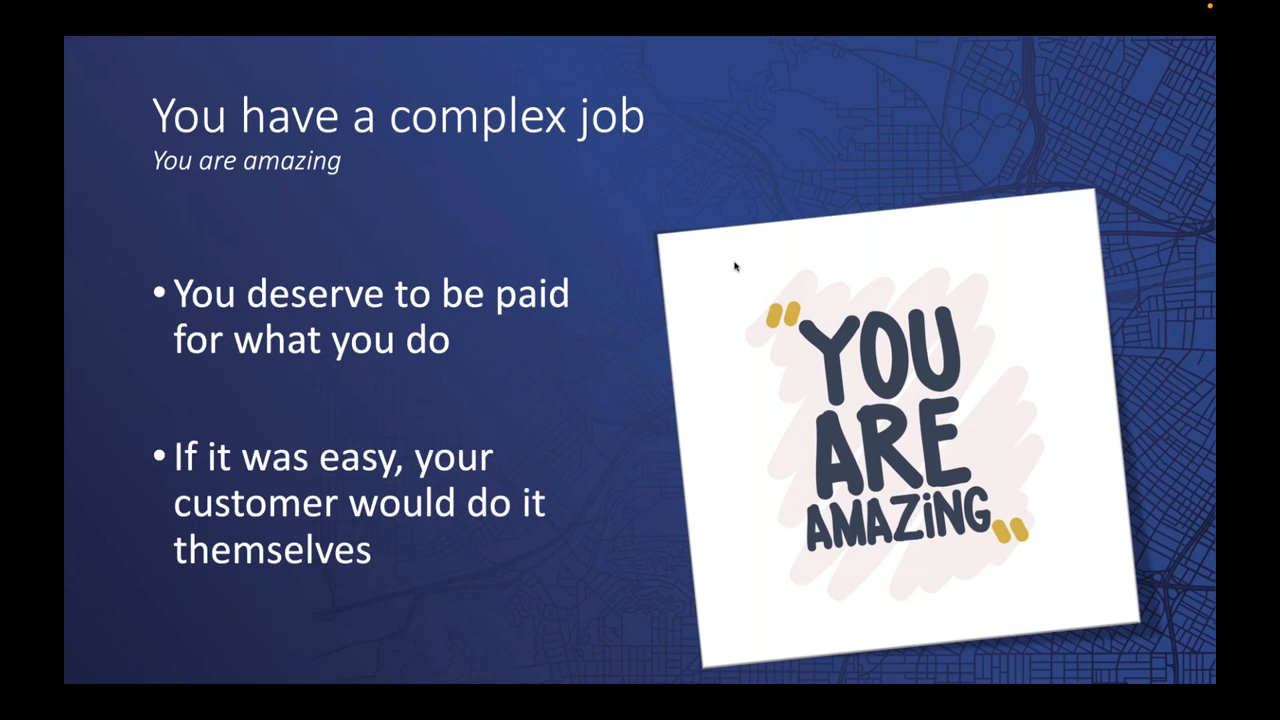 You have a complex job
You are amazing
• You deserve to be paid
for what you do
• If it was easy, your
customer would do it
themselves
"YOU
ARE
AMAZiNG"